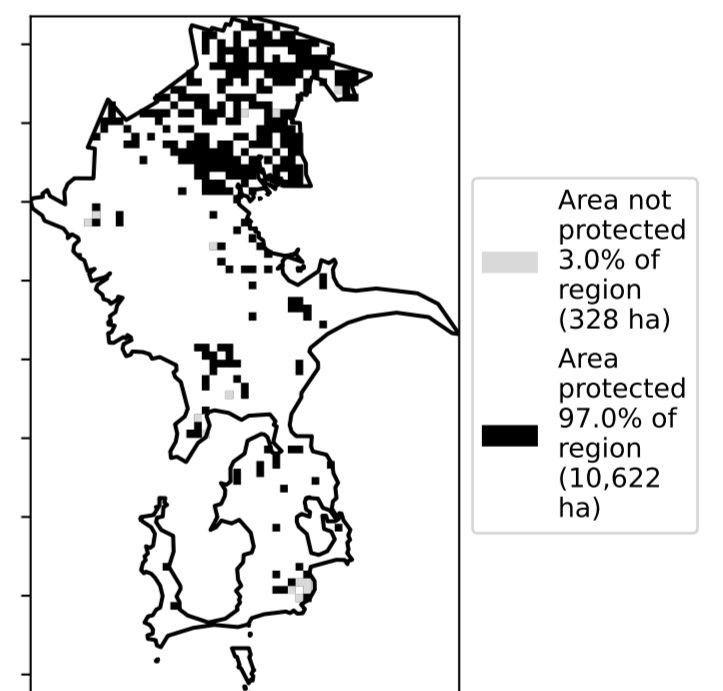 Area not
protected
3.0% of
region
(328 ha)
Area
protected
97.0% of
region
(10,622
ha)